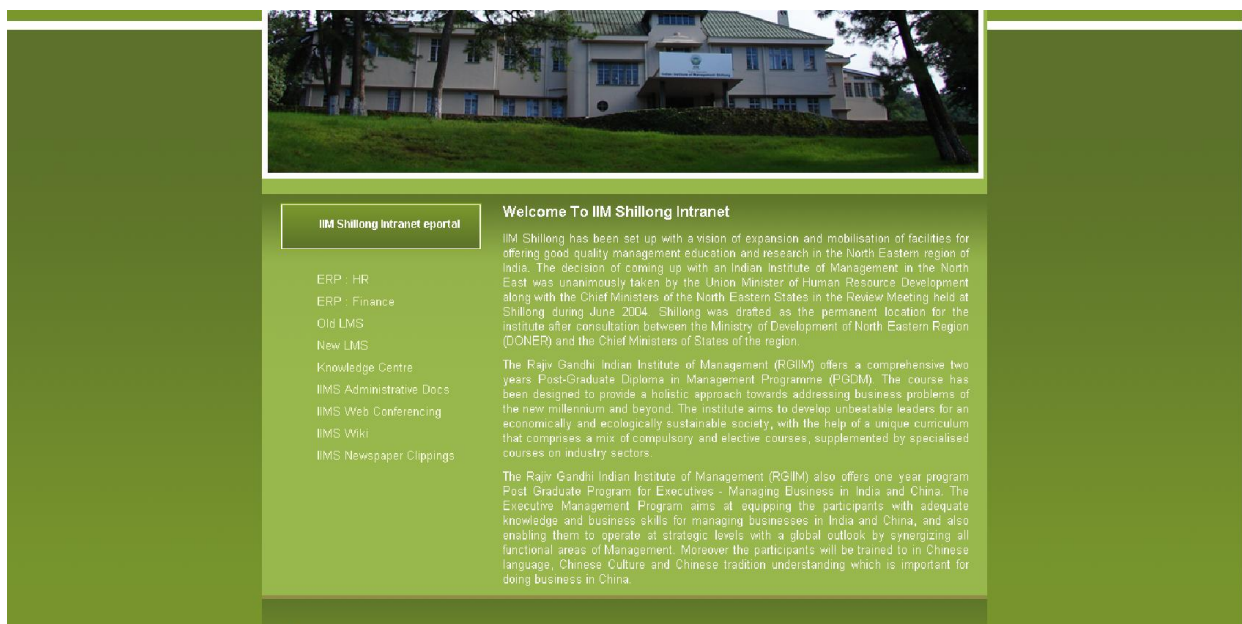 Indian Institute of Management Shillong
IIM Shillong Intranet eportal
ERP : HR
ERP : Finance
Old LMS
New LMS
Knowledge Centre
IIMS Administrative Docs
IIMS Web Conferencing
IIMS Wiki
IIMS Newspaper Clippings
Welcome To IIM Shillong Intranet
IIM Shillong has been set up with a vision of expansion and mobilisation of facilities for
offering good quality management education and research in the North Eastern region of
India. The decision of coming up with an Indian Institute of Management in the North
East was unanimously taken by the Union Minister of Human Resource Development
along with the Chief Ministers of the North Eastern States in the Review Meeting held at
Shillong during June 2004. Shillong was drafted as the permanent location for the
institute after consultation between the Ministry of Development of North Eastern Region
(DONER) and the Chief Ministers of States of the region.
The Rajiv Gandhi Indian Institute of Management (RGIIM) offers a comprehensive two
years Post-Graduate Diploma in Management Programme (PGDM). The course has
been designed to provide a holistic approach towards addressing business problems of
the new millennium and beyond. The institute aims to develop unbeatable leaders for an
economically and ecologically sustainable society, with the help of a unique curriculum
that comprises a mix of compulsory and elective courses, supplemented by specialised
courses on industry sectors.
The Rajiv Gandhi Indian Institute of Management (RGIIM) also offers one year program
Post Graduate Program for Executives - Managing Business in India and China. The
Executive Management Program aims at equipping the participants with adequate
knowledge and business skills for managing businesses in India and China, and also
enabling them to operate at strategic levels with a global outlook by synergizing all
functional areas of Management. Moreover the participants will be trained to in Chinese
language, Chinese Culture and Chinese tradition understanding which is important for
doing business in China.